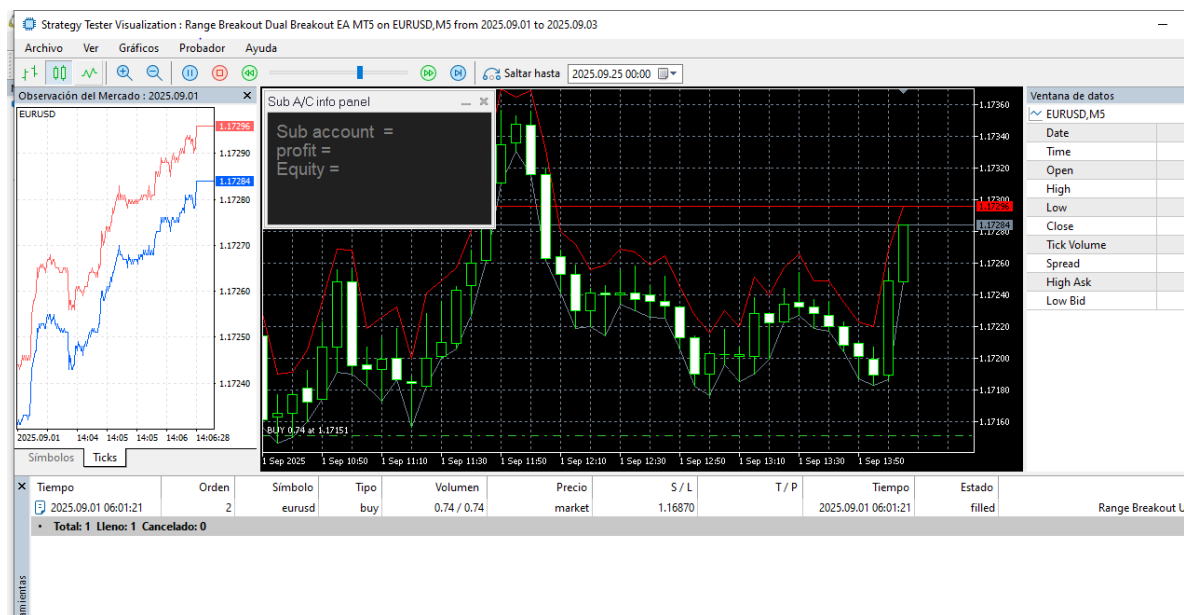 Strategy Tester Visualization : Range Breakout Dual Breakout EA MT5 on EURUSD,M5 from 2025.09.01 to 2025.09.03
Archivo Ver Gráficos Probador Ayuda
Saltar hasta 2025.09.25 00:00
Observación del Mercado : 2025.09.01
EURUSD
1.17296
1.17290
1.17284
1.17280
1.17270
1.17260
1.17250
1.17240
2025.09.01 14:04 14:05 14:05 14:06 14:06:28
Símbolos Ticks
Sub A/C info panel
Sub account =
profit =
Equity =
1.17360
1.17340
1.17320
1.17300
1.17296
1.17284
1.17280
1.17260
1.17240
1.17220
1.17200
1.17180
1.17160
BUY 0.74 at 1.17151
1 Sep 2025 1 Sep 10:50 1 Sep 11:10 1 Sep 11:30 1 Sep 11:50 1 Sep 12:10 1 Sep 12:30 1 Sep 12:50 1 Sep 13:10 1 Sep 13:30 1 Sep 13:50
Ventana de datos
EURUSD,M5
Date
Time
Open
High
Low
Close
Tick Volume
Spread
High Ask
Low Bid
Tiempo Orden Símbolo Tipo Volumen Precio S / L T / P Tiempo Estado
2025.09.01 06:01:21 2 eurusd buy 0.74 / 0.74 market 1.16870 2025.09.01 06:01:21 filled Range Breakout U
Total: 1 Lleno: 1 Cancelado: 0
mientas